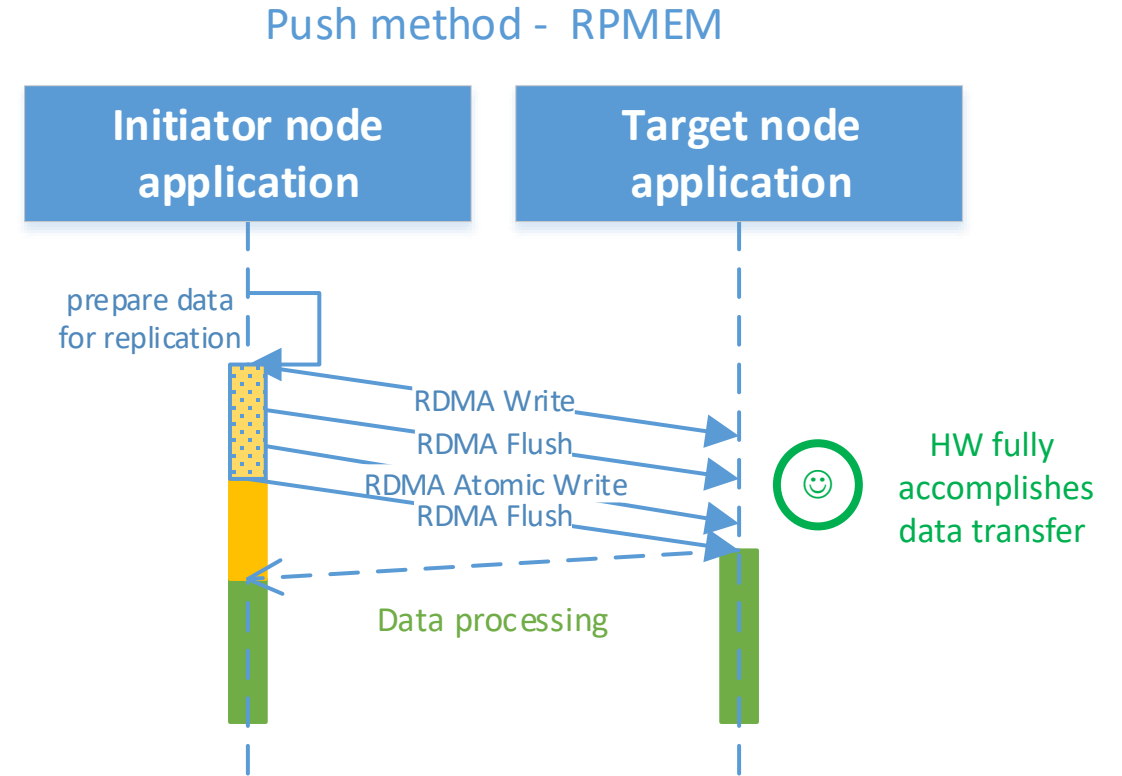 Push method - RPMEM
Initiator node
application
Target node
application
prepare data
for replication
RDMA Write
RDMA Flush
RDMA Atomic Write
RDMA Flush
HW fully
accomplishes
data transfer
Data processing